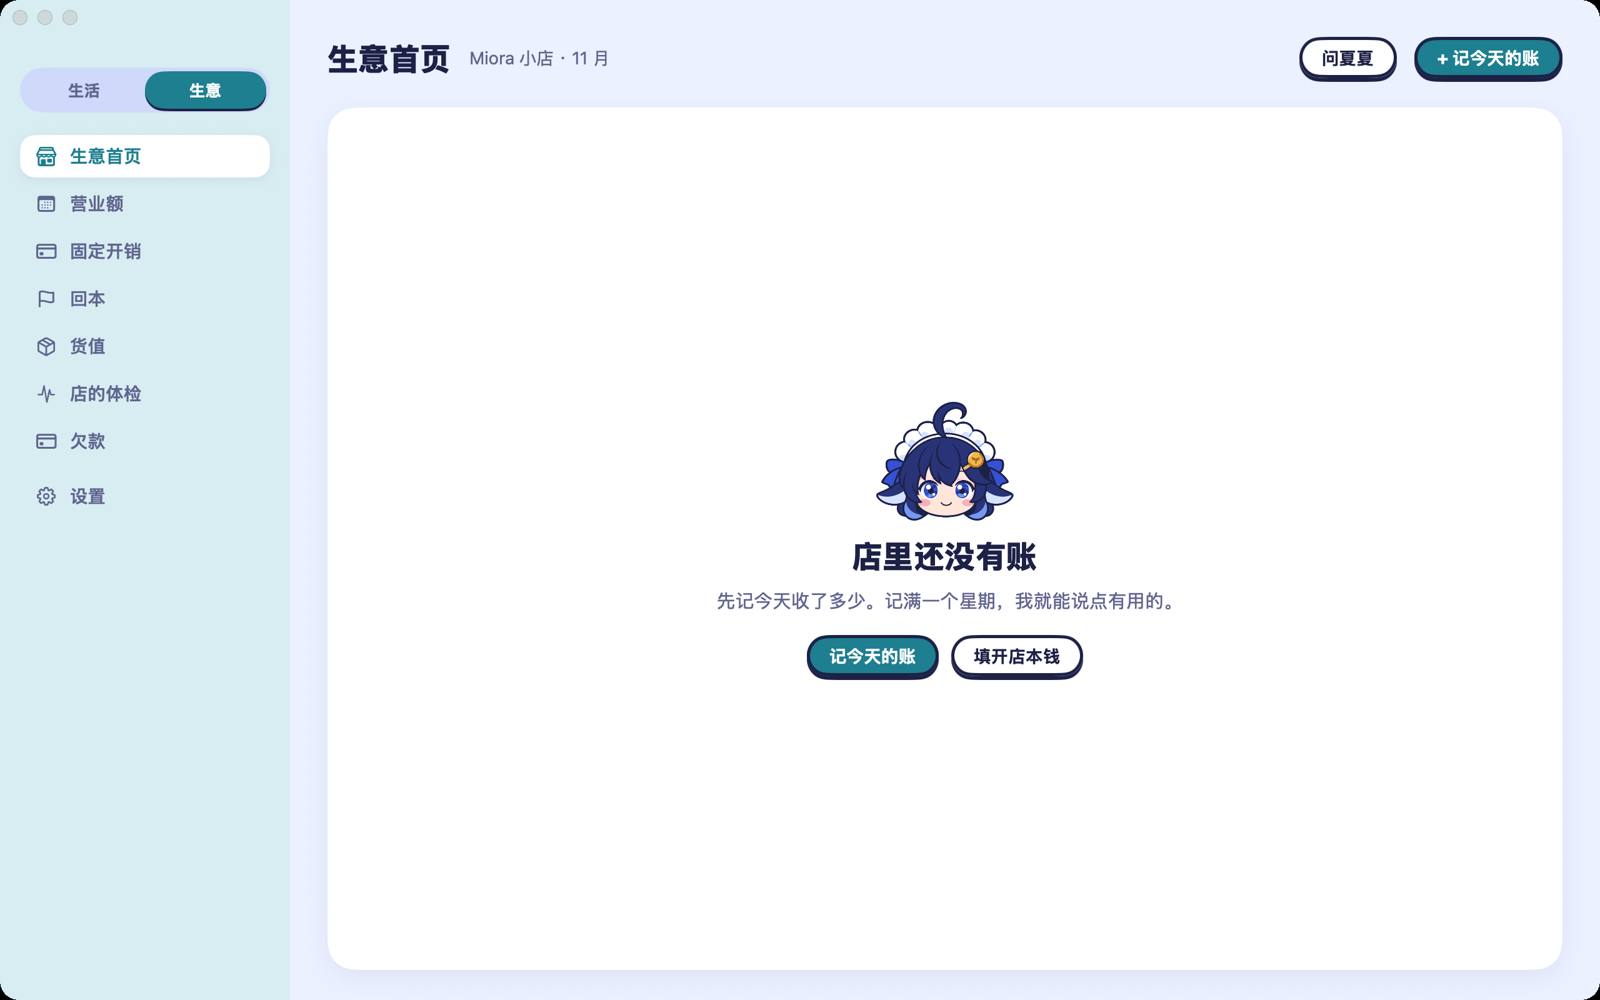 生活
生意
生意首页
营业额
固定开销
回本
货值
店的体检
欠款
设置
生意首页
Miora 小店 · 11 月
问夏夏
+ 记今天的账
店里还没有账
先记今天收了多少。记满一个星期，我就能说点有用的。
记今天的账
填开店本钱